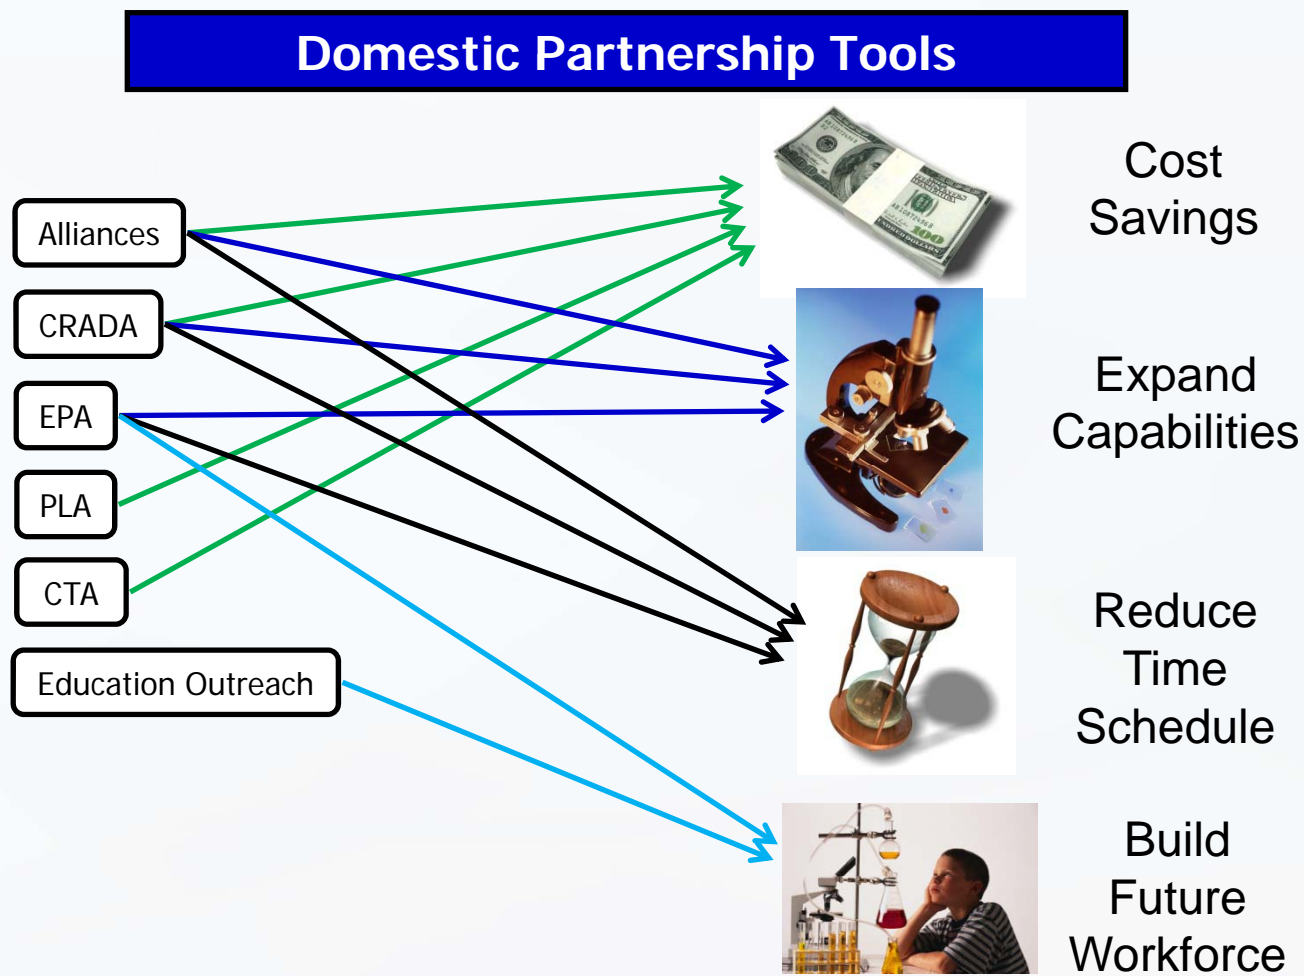 Domestic Partnership Tools
Alliances
CRADA
EPA
PLA
CTA
Education Outreach
Cost
Savings
Expand
Capabilities
Reduce
Time
Schedule
Build
Future
Workforce
100